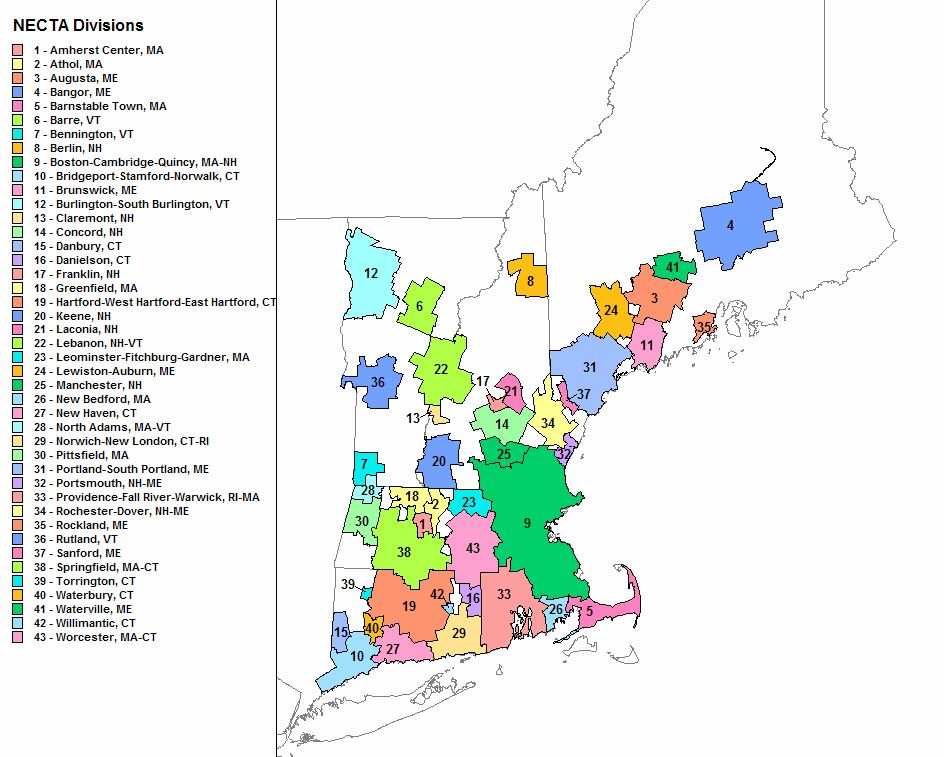 NECTA Divisions
1 - Amherst Center, MA
2 - Athol, MA
3 - Augusta, ME
4 - Bangor, ME
5 - Barnstable Town, MA
6 - Barre, VT
7 - Bennington, VT
8 - Berlin, NH
9 - Boston-Cambridge-Quincy, MA-NH
10 - Bridgeport-Stamford-Norwalk, CT
11 - Brunswick, ME
12 - Burlington-South Burlington, VT
13 - Claremont, NH
14 - Concord, NH
15 - Danbury, CT
16 - Danielson, CT
17 - Franklin, NH
18 - Greenfield, MA
19 - Hartford-West Hartford-East Hartford, CT
20 - Keene, NH
21 - Laconia, NH
22 - Lebanon, NH-VT
23 - Leominster-Fitchburg-Gardner, MA
24 - Lewiston-Auburn, ME
25 - Manchester, NH
26 - New Bedford, MA
27 - New Haven, CT
28 - North Adams, MA-VT
29 - Norwich-New London, CT-RI
30 - Pittsfield, MA
31 - Portland-South Portland, ME
32 - Portsmouth, NH-ME
33 - Providence-Fall River-Warwick, RI-MA
34 - Rochester-Dover, NH-ME
35 - Rockland, ME
36 - Rutland, VT
37 - Sanford, ME
38 - Springfield, MA-CT
39 - Torrington, CT
40 - Waterbury, CT
41 - Waterville, ME
42 - Willimantic, CT
43 - Worcester, MA-CT
4
41
12
8
3
6
24
35
11
31
22
17
36
21
37
13
14
34
25
32
20
7
28
18
2
23
30
1
9
38
43
39
42
16
33
19
26
5
40
15
29
27
10